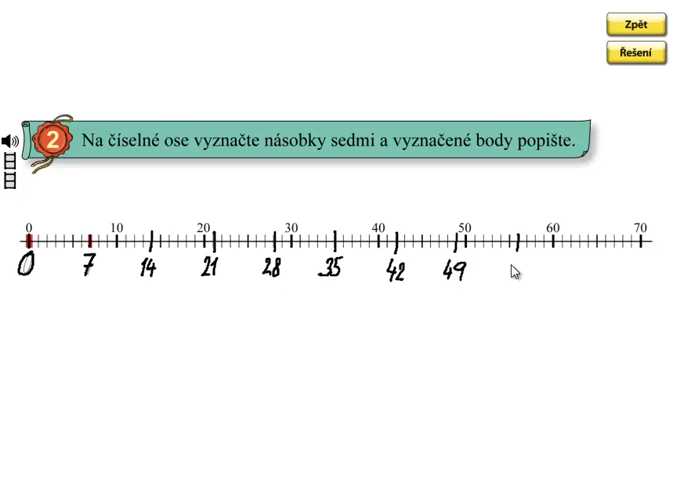 Zpět
Řešení
2 Na číselné ose vyznačte násobky sedmi a vyznačené body popište.
0 10 20 30 40 50 60 70
0 7 14 21 28 35 42 49